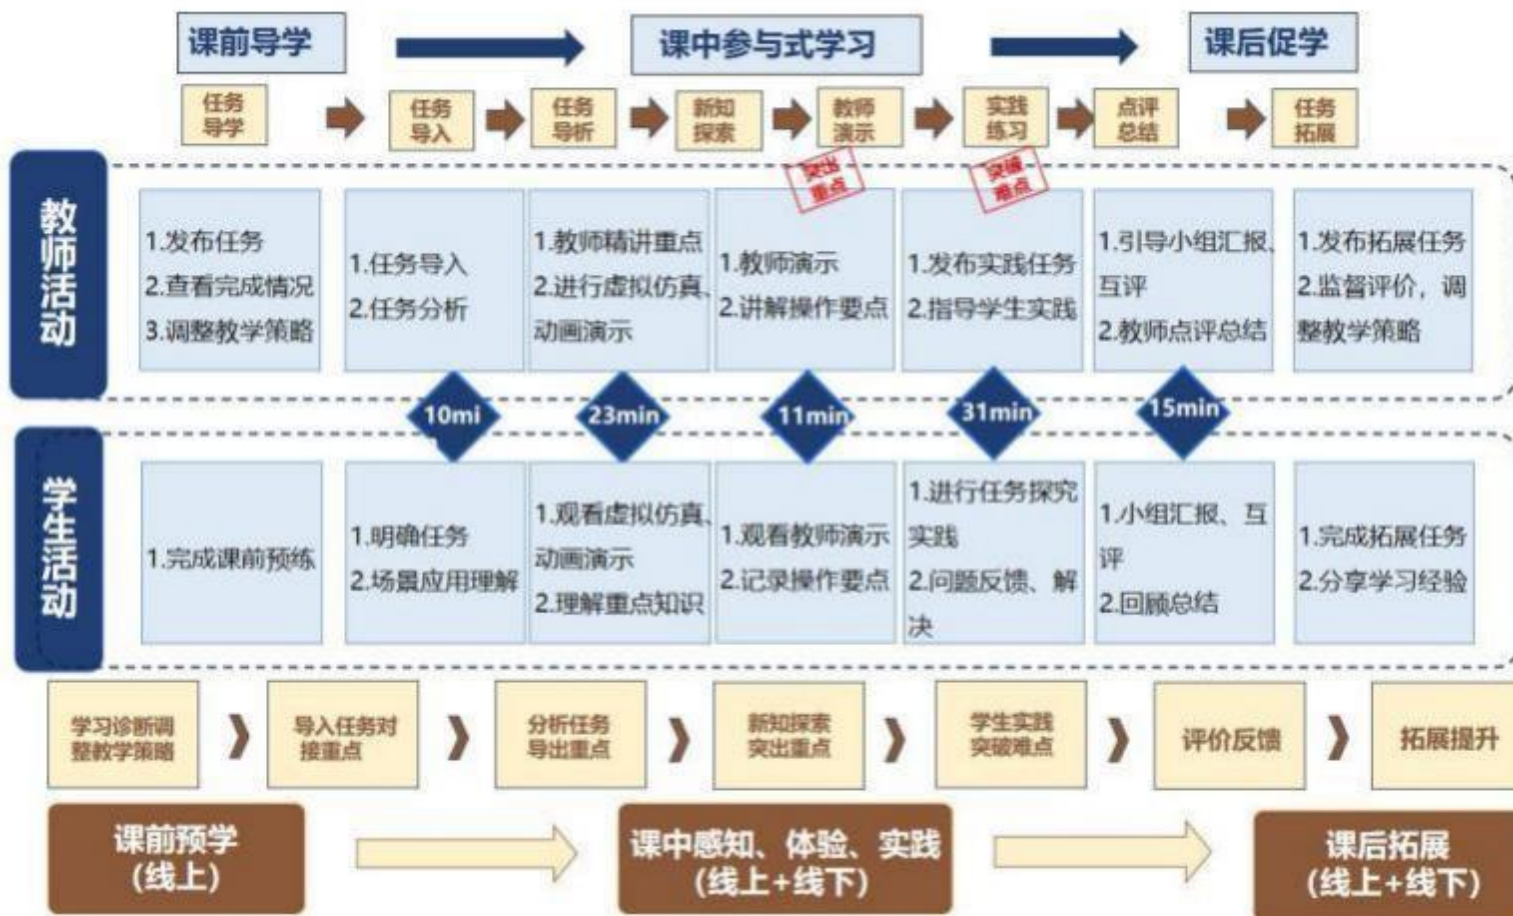 课前导学
课中参与式学习
课后促学
任务
导学
任务
导入
任务
导析
新知
探索
教师
演示
实践
练习
点评
总结
任务
拓展
突出
重点
突破
难点
教师活动
1.发布任务
2.查看完成情况
3.调整教学策略
1.任务导入
2.任务分析
1.教师精讲重点
2.进行虚拟仿真、
动画演示
1.教师演示
2.讲解操作要点
1.发布实践任务
2.指导学生实践
1.引导小组汇报、
互评
2.教师点评总结
1.发布拓展任务
2.监督评价，调
整教学策略
10mi
23min
11min
31min
15min
学生活动
1.完成课前预练
1.明确任务
2.场景应用理解
1.观看虚拟仿真、
动画演示
2.理解重点知识
1.观看教师演示
2.记录操作要点
1.进行任务探究
实践
2.问题反馈、解
决
1.小组汇报、互
评
2.回顾总结
1.完成拓展任务
2.分享学习经验
学习诊断调
整教学策略
导入任务对
接重点
分析任务
导出重点
新知探索
突出重点
学生实践
突破难点
评价反馈
拓展提升
课前预学
(线上)
课中感知、体验、实践
(线上+线下)
课后拓展
(线上+线下)